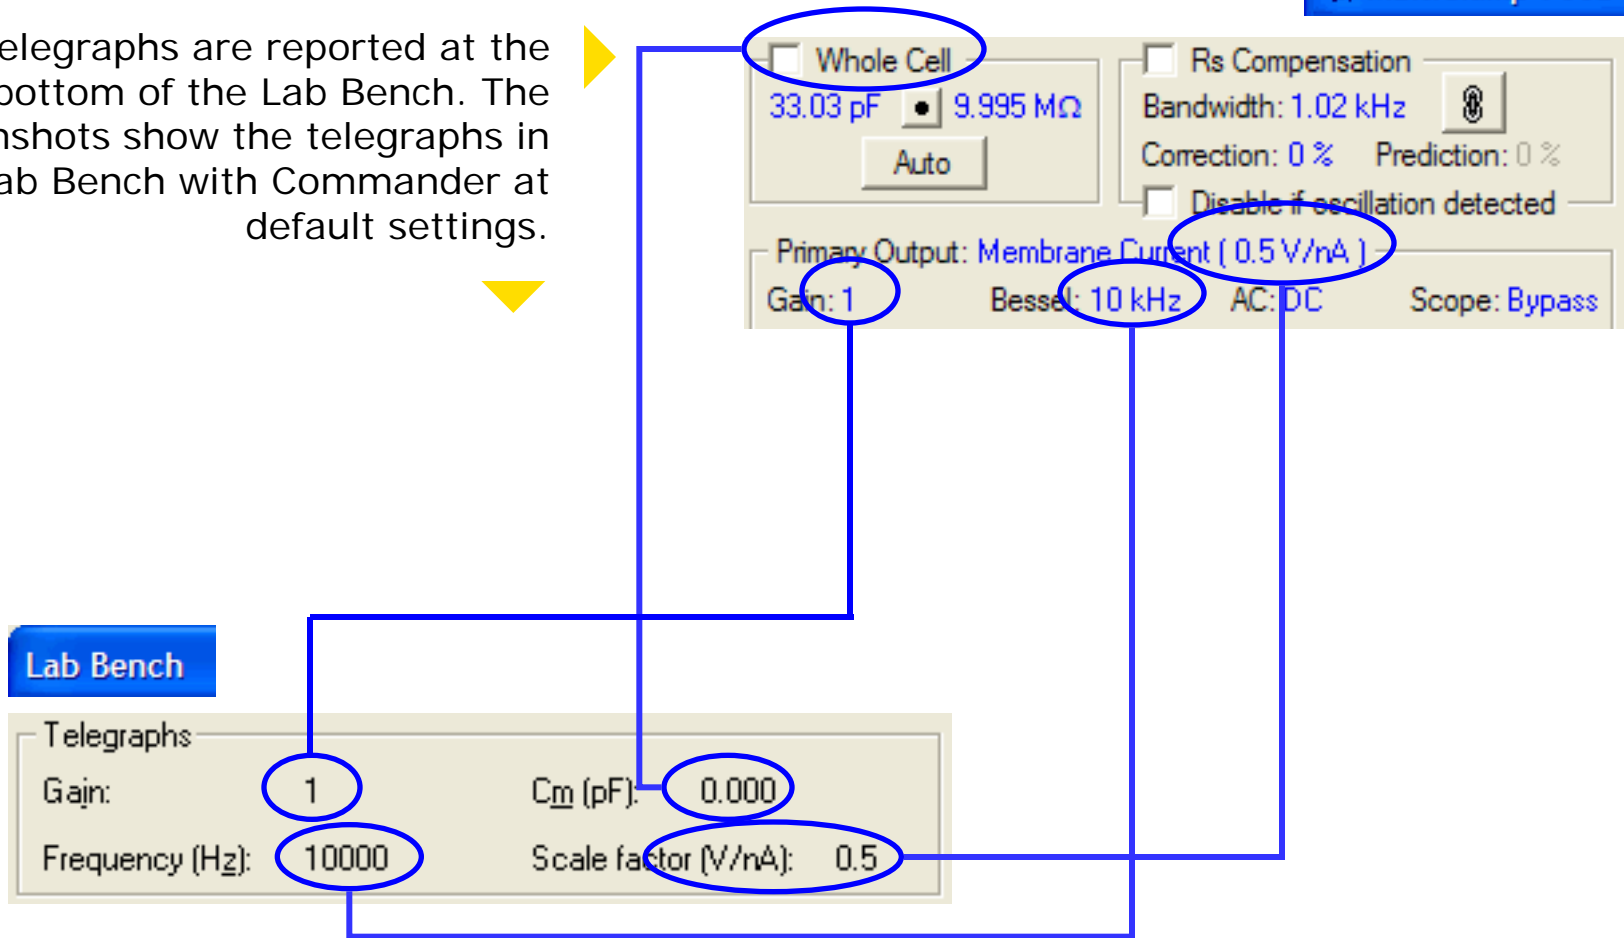 elegraphs are reported at the
bottom of the Lab Bench. The
nshots show the telegraphs in
ab Bench with Commander at
default settings.
Whole Cell
33.03 pF 9.995 MΩ
Auto
Rs Compensation
Bandwidth: 1.02 kHz
Correction: 0 % Prediction: 0 %
Disable if oscillation detected
Primary Output: Membrane Current ( 0.5 V/nA )
Gain: 1 Bessel: 10 kHz AC: DC Scope: Bypass
Lab Bench
Telegraphs
Gain: 1 Cm (pF): 0.000
Frequency (Hz): 10000 Scale factor (V/nA): 0.5